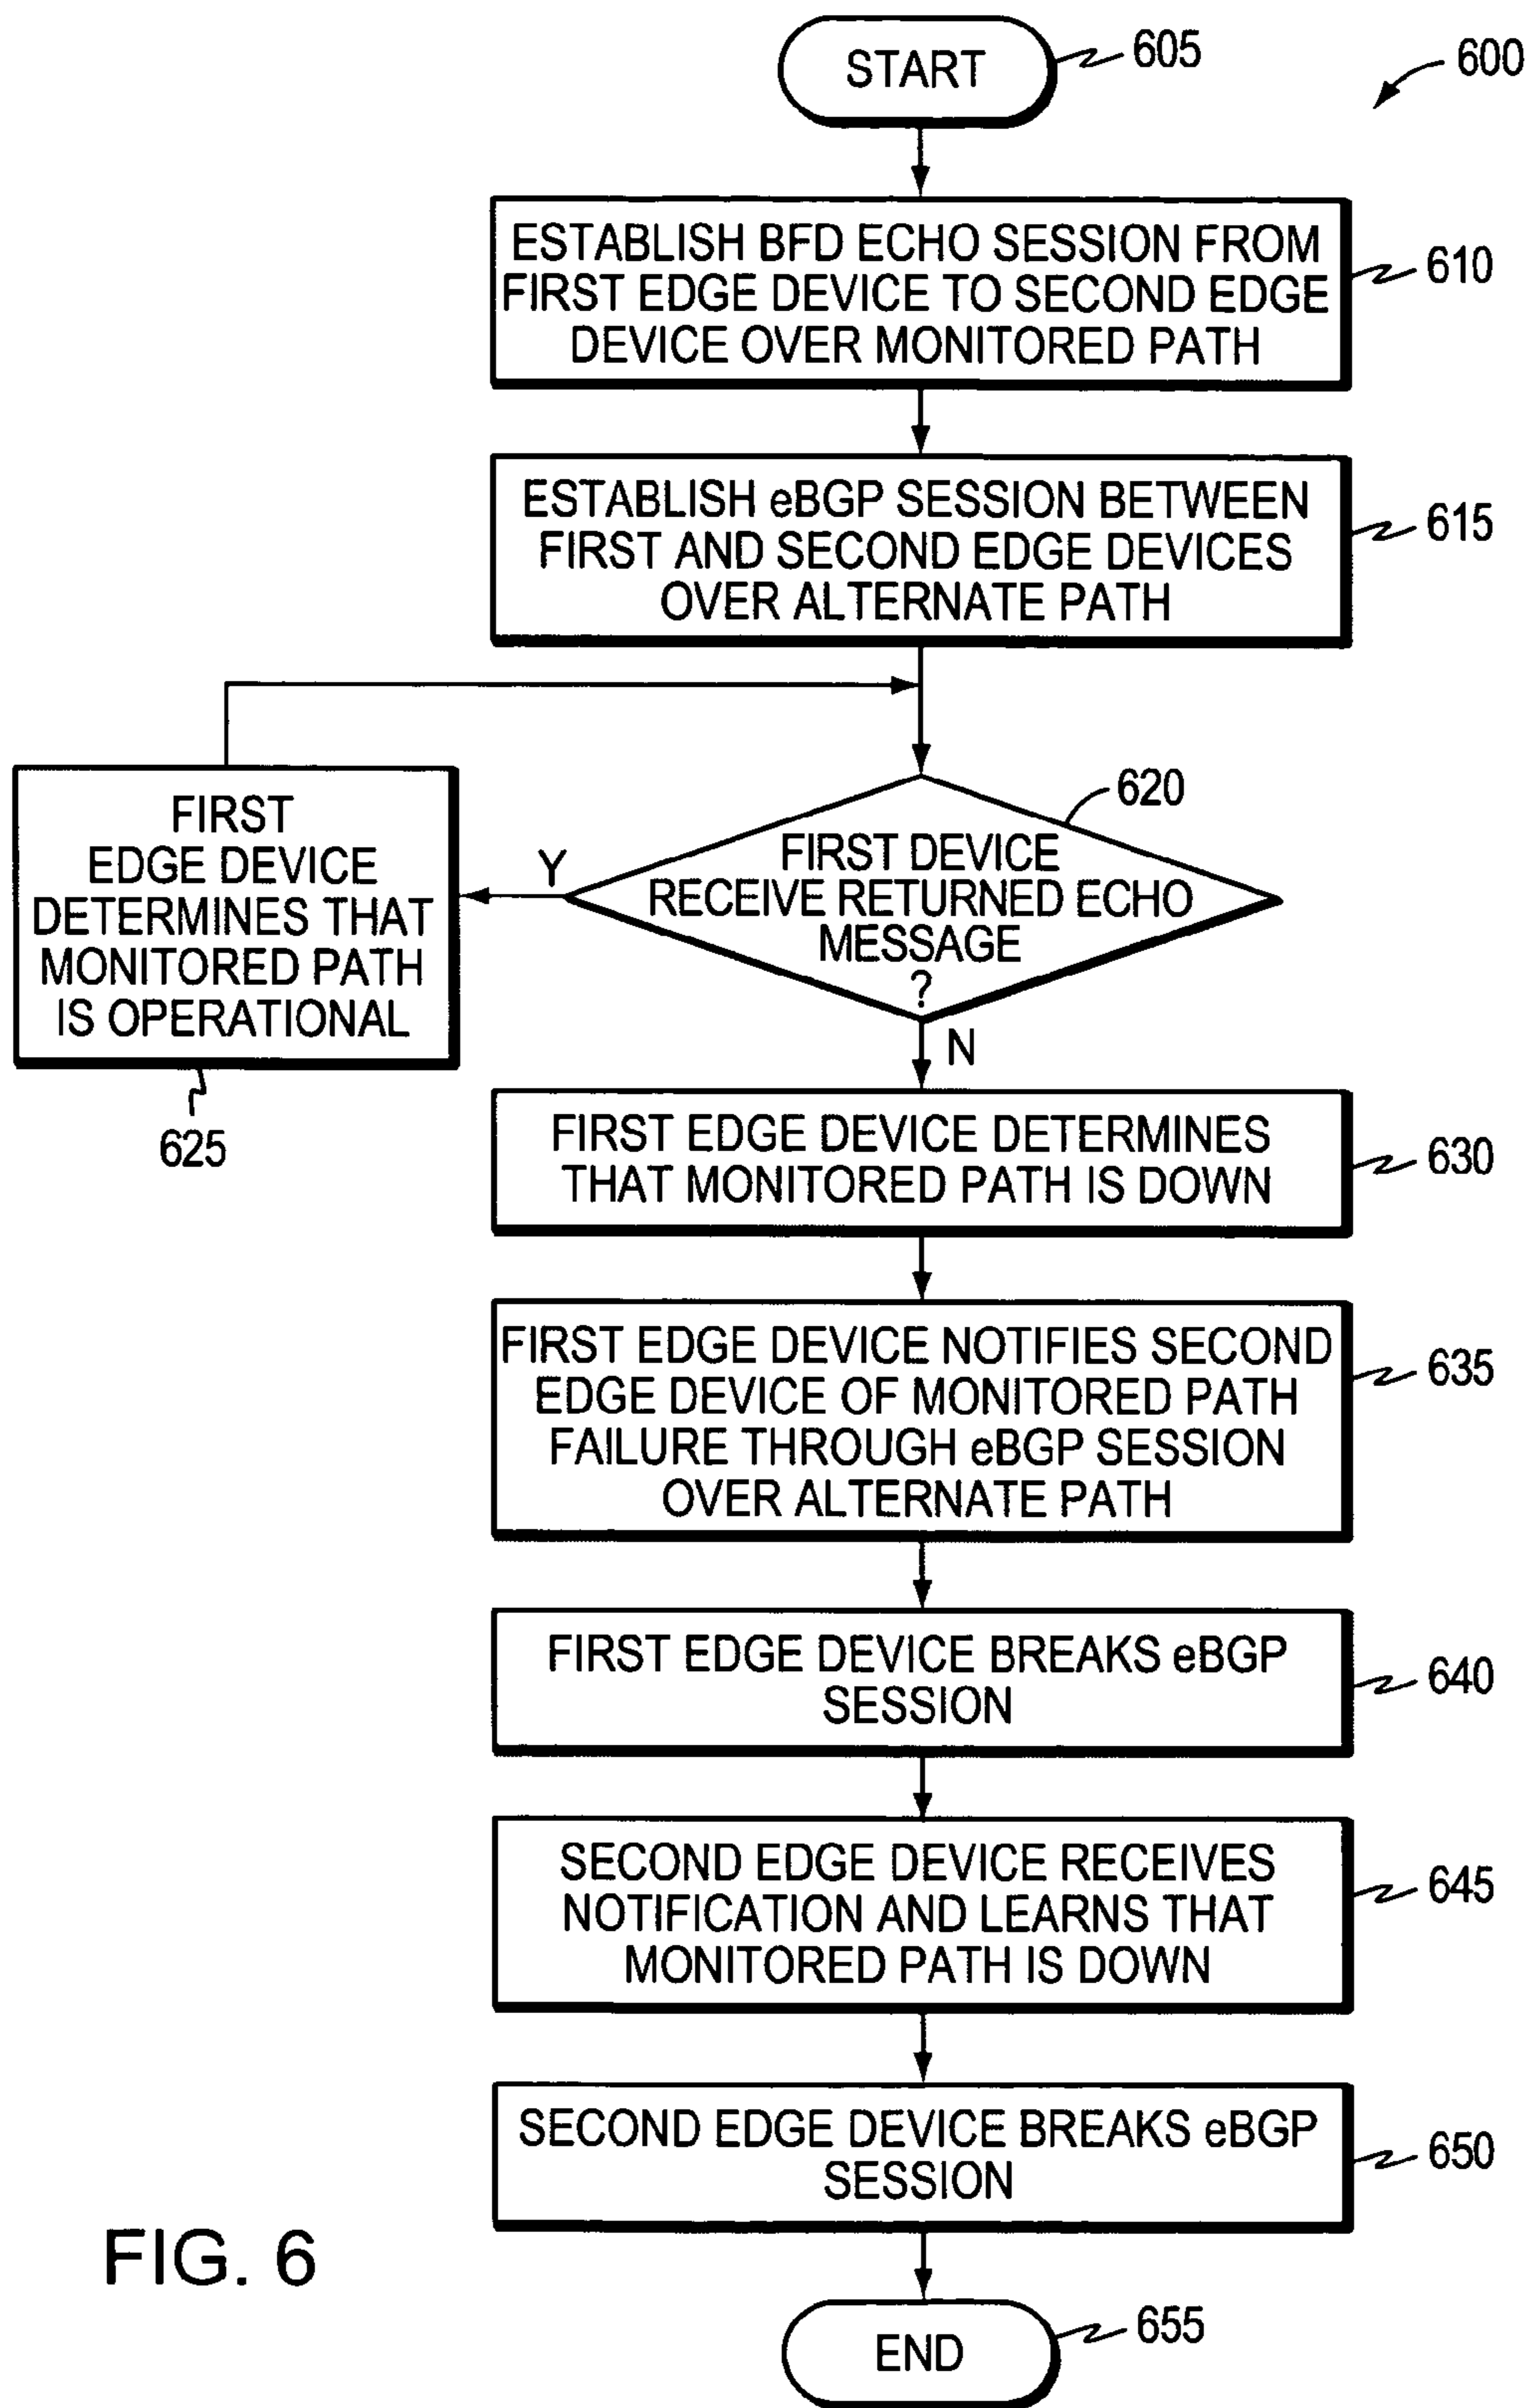 START
605
600
ESTABLISH BFD ECHO SESSION FROM
FIRST EDGE DEVICE TO SECOND EDGE
DEVICE OVER MONITORED PATH
610
ESTABLISH eBGP SESSION BETWEEN
FIRST AND SECOND EDGE DEVICES
OVER ALTERNATE PATH
615
620
FIRST DEVICE
RECEIVE RETURNED ECHO
MESSAGE
?
Y
FIRST
EDGE DEVICE
DETERMINES THAT
MONITORED PATH
IS OPERATIONAL
625
N
FIRST EDGE DEVICE DETERMINES
THAT MONITORED PATH IS DOWN
630
FIRST EDGE DEVICE NOTIFIES SECOND
EDGE DEVICE OF MONITORED PATH
FAILURE THROUGH eBGP SESSION
OVER ALTERNATE PATH
635
FIRST EDGE DEVICE BREAKS eBGP
SESSION
640
SECOND EDGE DEVICE RECEIVES
NOTIFICATION AND LEARNS THAT
MONITORED PATH IS DOWN
645
SECOND EDGE DEVICE BREAKS eBGP
SESSION
650
FIG. 6
END
655